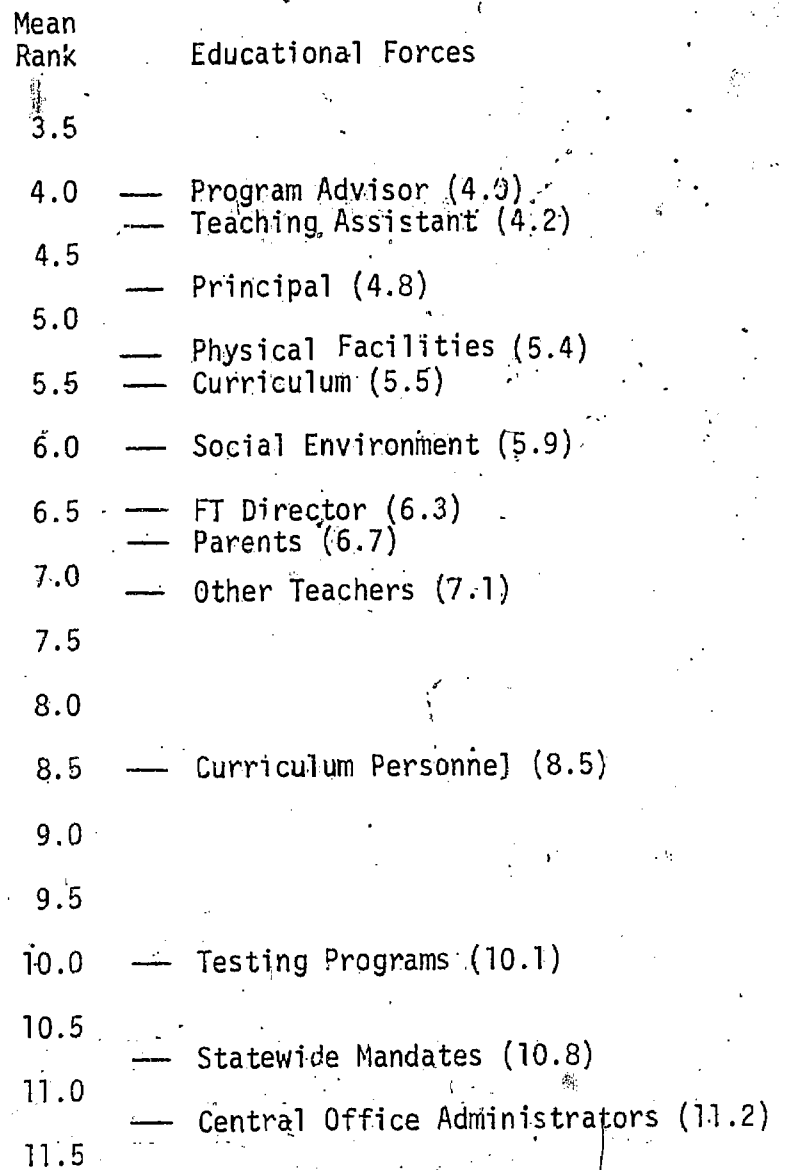 Mean
Rank Educational Forces
3.5
4.0 — Program Advisor (4.0)
— Teaching Assistant (4.2)
4.5
— Principal (4.8)
5.0
— Physical Facilities (5.4)
5.5 — Curriculum (5.5)
6.0 — Social Environment (5.9)
6.5 — FT Director (6.3)
— Parents (6.7)
7.0
— Other Teachers (7.1)
7.5
8.0
8.5 — Curriculum Personnel (8.5)
9.0
9.5
10.0 — Testing Programs (10.1)
10.5
— Statewide Mandates (10.8)
11.0
— Central Office Administrators (11.2)
11.5